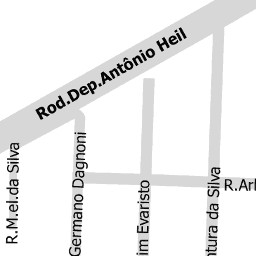 Rod.Dep.Antônio Heil
R.M.el.da Silva
Germano Dagnoni
im Evaristo
ntura da Silva
R.Arl